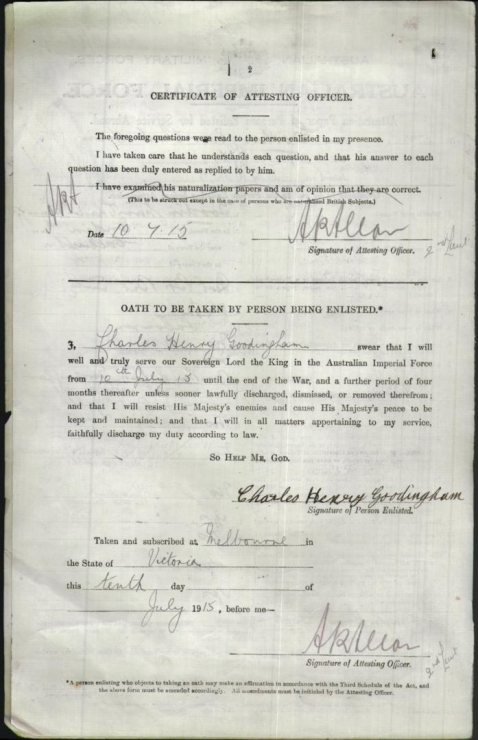 2
CERTIFICATE OF ATTESTING OFFICER.
The foregoing questions were read to the person enlisted in my presence.
I have taken care that he understands each question, and that his answer to each
question has been duly entered as replied to by him.
I have examined his naturalization papers and am of opinion that they are correct.
(This to be struck out except in the case of persons who are naturalized British Subjects.)
Date 10 7 15
Signature of Attesting Officer.
2nd Lieut
OATH TO BE TAKEN BY PERSON BEING ENLISTED.*
3, Charles Henry Goodingham swear that I will
well and truly serve our Sovereign Lord the King in the Australian Imperial Force
from 10th July 15 until the end of the War, and a further period of four
months thereafter unless sooner lawfully discharged, dismissed, or removed therefrom;
and that I will resist His Majesty's enemies and cause His Majesty's peace to be
kept and maintained; and that I will in all matters appertaining to my service,
faithfully discharge my duty according to law.
SO HELP ME, GOD.
Charles Henry Goodingham
Signature of Person Enlisted.
Taken and subscribed at Melbourne in
the State of Victoria
this tenth day of
July 1915, before me—
Signature of Attesting Officer.
2nd Lieut
*A person enlisting who objects to taking an oath may make an affirmation in accordance with the Third Schedule of the Act, and
the above form must be amended accordingly. All amendments must be initialed by the Attesting Officer.